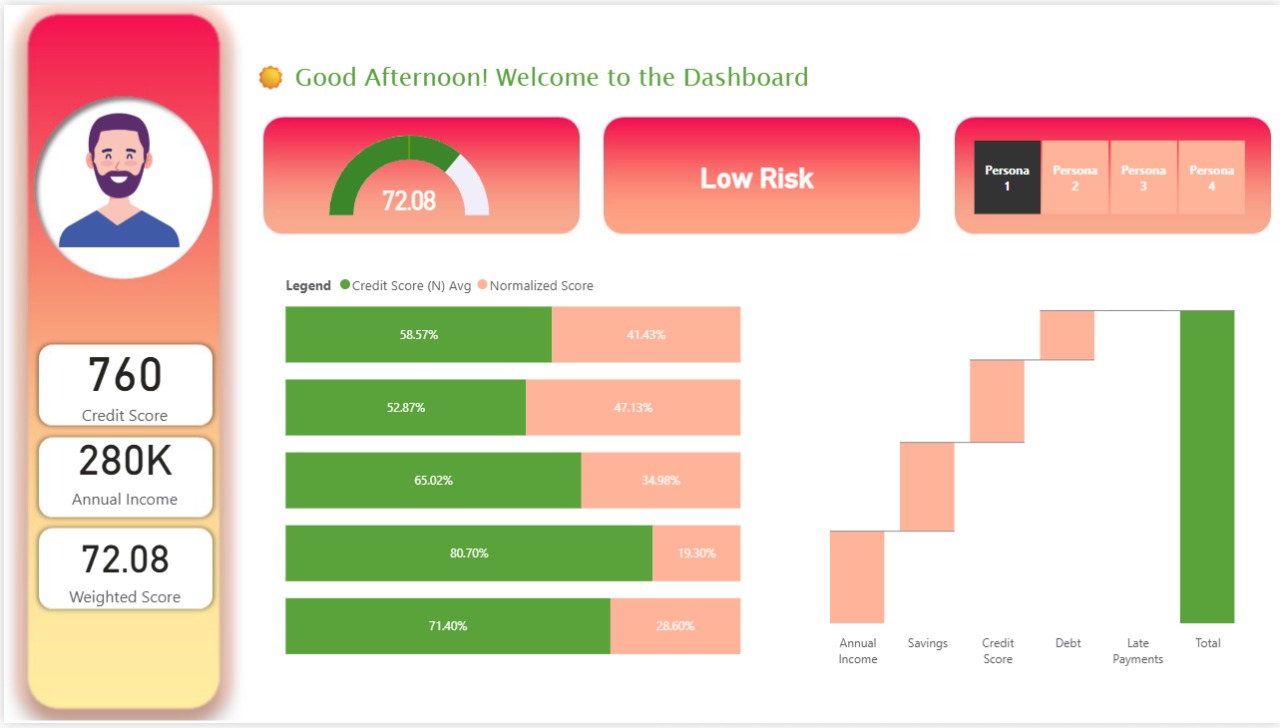 Good Afternoon! Welcome to the Dashboard
72.08
Low Risk
Persona
1
Persona
2
Persona
3
Persona
4
760
Credit Score
280K
Annual Income
72.08
Weighted Score
Legend Credit Score (N) Avg Normalized Score
58.57% 41.43%
52.87% 47.13%
65.02% 34.98%
80.70% 19.30%
71.40% 28.60%
Annual
Income
Savings
Credit
Score
Debt
Late
Payments
Total